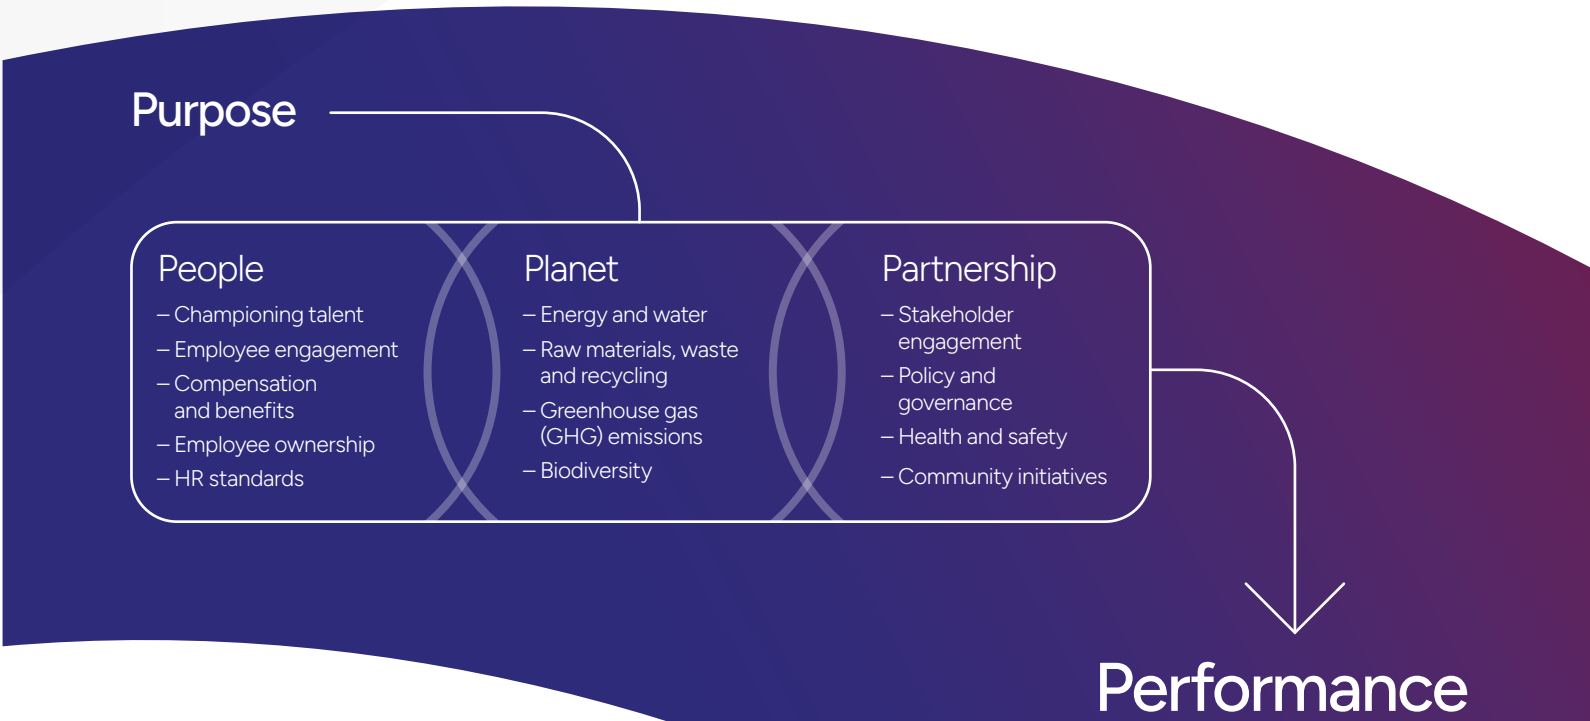 Purpose
People
– Championing talent
– Employee engagement
– Compensation
and benefits
– Employee ownership
– HR standards
Planet
– Energy and water
– Raw materials, waste
and recycling
– Greenhouse gas
(GHG) emissions
– Biodiversity
Partnership
– Stakeholder
engagement
– Policy and
governance
– Health and safety
– Community initiatives
Performance